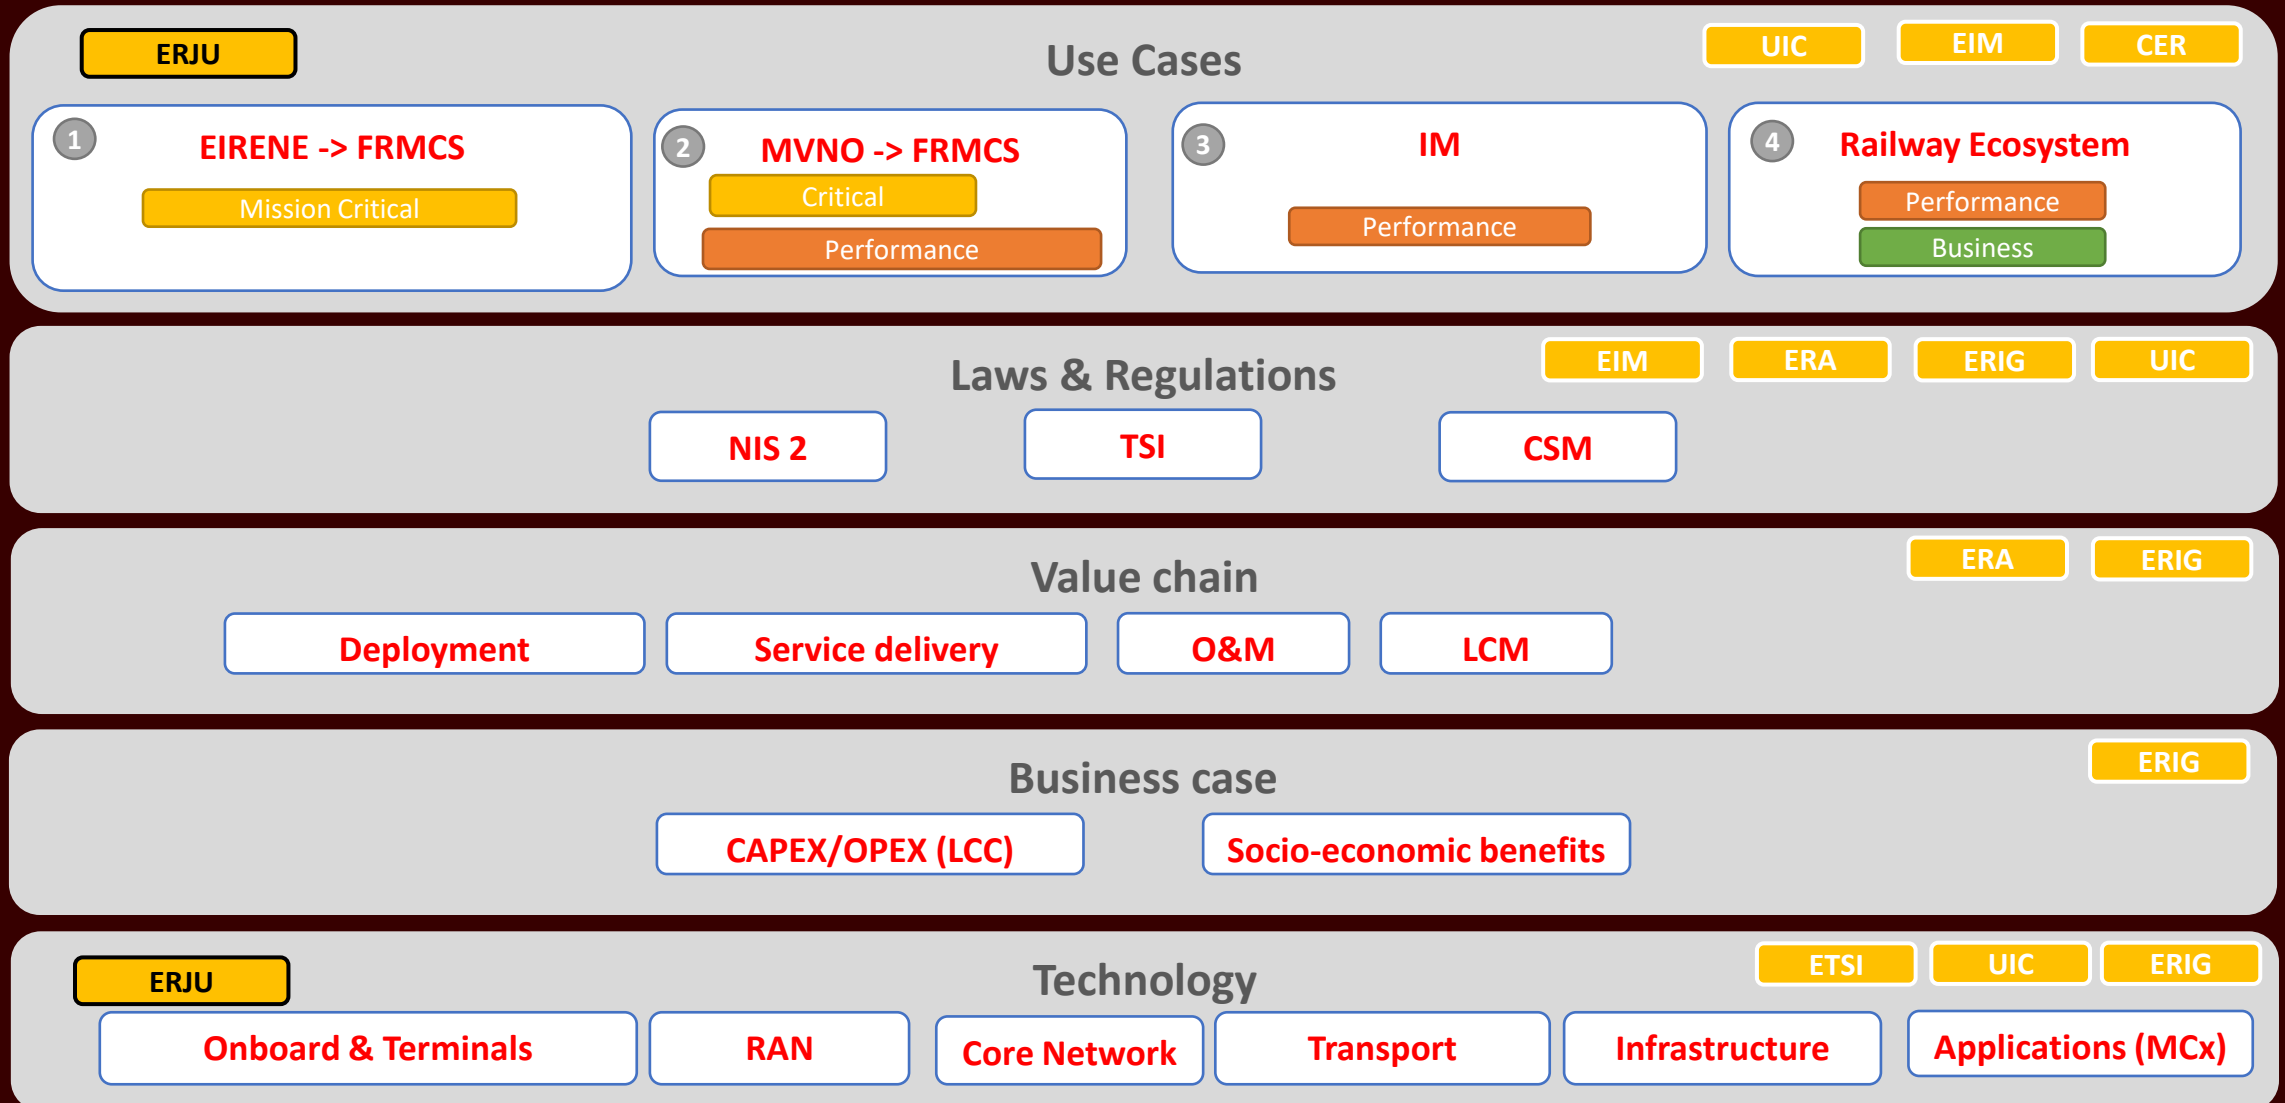 ERJU
Use Cases
UIC
EIM
CER
1
EIRENE -> FRMCS
Mission Critical
2
MVNO -> FRMCS
Critical
Performance
3
IM
Performance
4
Railway Ecosystem
Performance
Business
Laws & Regulations
EIM
ERA
ERIG
UIC
NIS 2
TSI
CSM
Value chain
ERA
ERIG
Deployment
Service delivery
O&M
LCM
Business case
ERIG
CAPEX/OPEX (LCC)
Socio-economic benefits
ERJU
Technology
ETSI
UIC
ERIG
Onboard & Terminals
RAN
Core Network
Transport
Infrastructure
Applications (MCx)